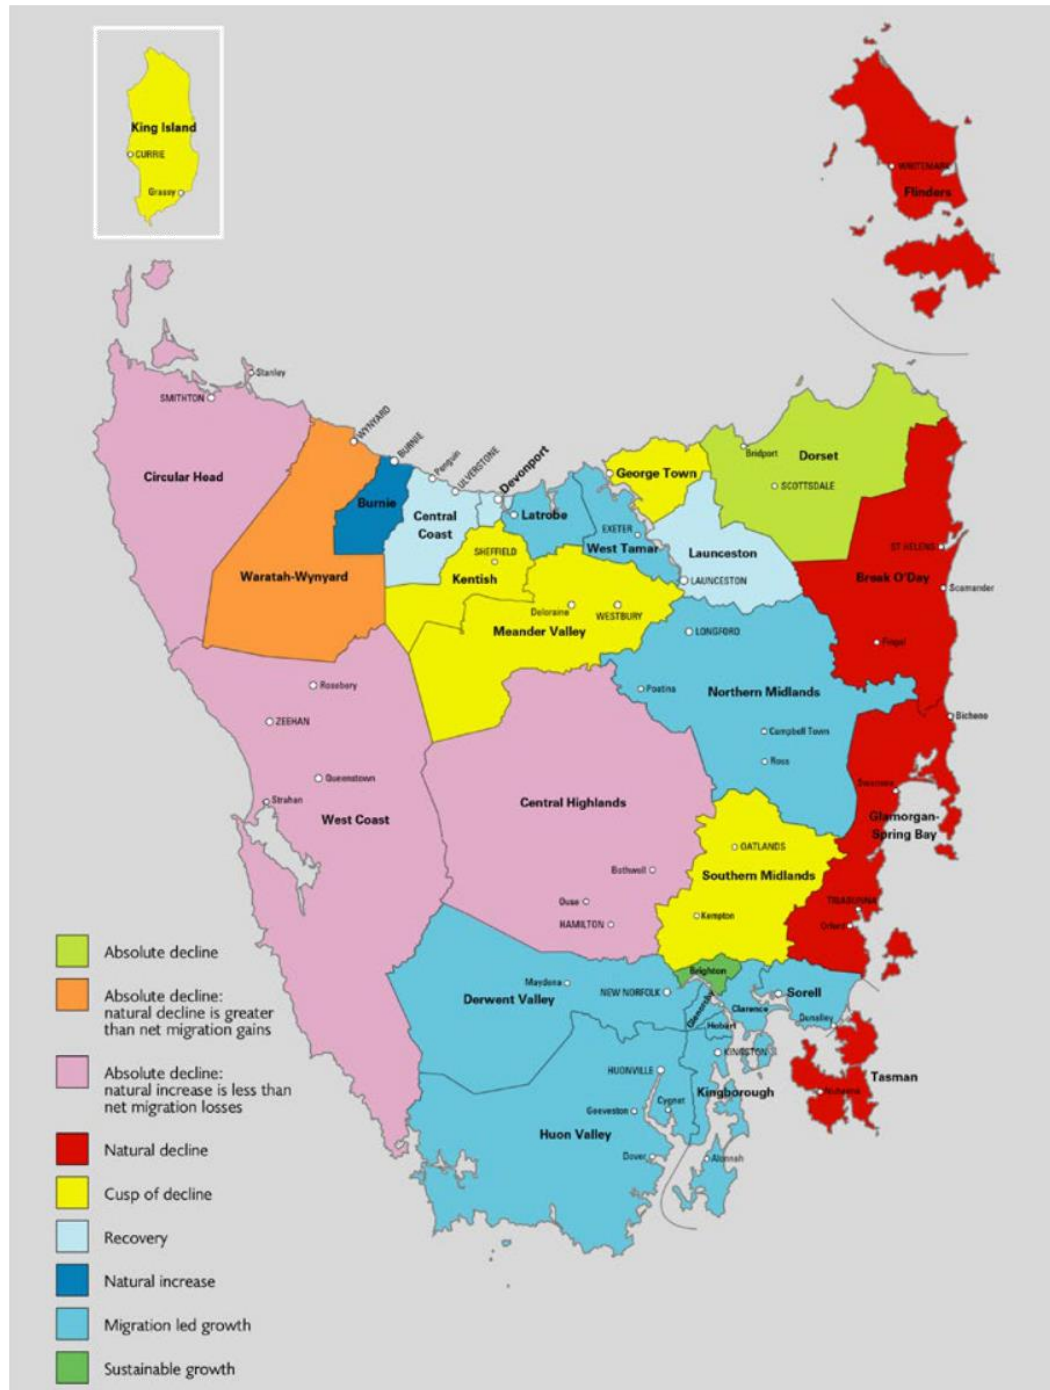 King Island
CURRIE
Grassy
WHITEMARK
Flinders
Stanley
SMITHTON
WYNYARD
BURNIE
Penguin
ULVERSTONE
Devonport
George Town
Bridport
Dorset
SCOTTSDALE
Circular Head
Burnie
Central
Coast
Latrobe
EXETER
West Tamar
Launceston
LAUNCESTON
ST HELENS
Break O'Day
Scamander
SHEFFIELD
Kentish
Waratah-Wynyard
Deloraine
WESTBURY
Meander Valley
LONGFORD
Fingal
Rosebery
Poatina
Northern Midlands
ZEEHAN
Campbell Town
Bicheno
Ross
Queenstown
Strahan
West Coast
Central Highlands
Swansea
Glamorgan-
Spring Bay
OATLANDS
Bothwell
Southern Midlands
Ouse
HAMILTON
Kempton
TRIABUNNA
Orford
Brighton
Maydena
Derwent Valley
NEW NORFOLK
Glenorchy
Clarence
Sorell
Dunalley
Hobart
KINGSTON
HUONVILLE
Kingborough
Tasman
Nubeena
Geeveston
Cygnet
Huon Valley
Dover
Alonnah
Absolute decline
Absolute decline:
natural decline is greater
than net migration gains
Absolute decline:
natural increase is less than
net migration losses
Natural decline
Cusp of decline
Recovery
Natural increase
Migration led growth
Sustainable growth